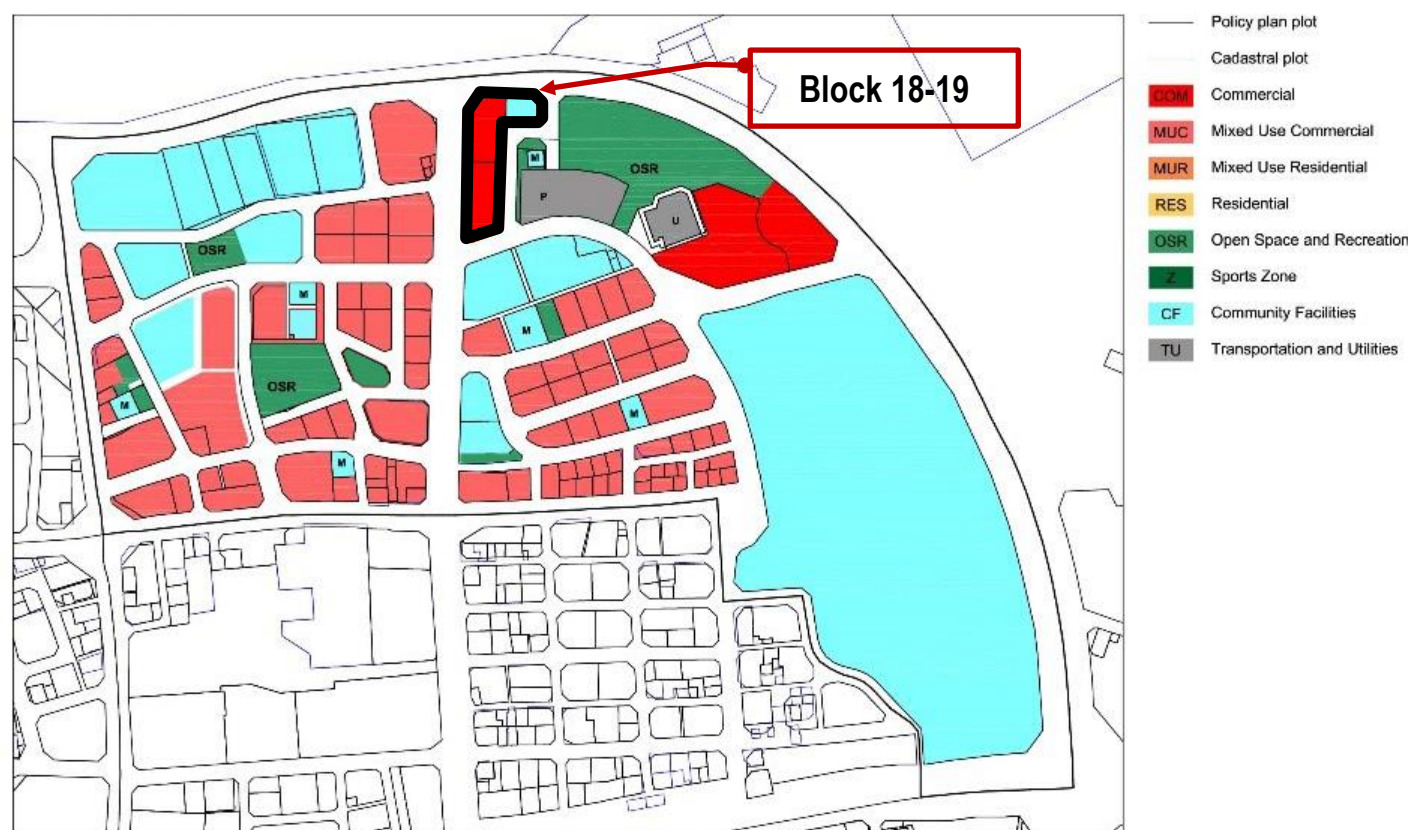 Block 18-19
Policy plan plot
Cadastral plot
COM Commercial
MUC Mixed Use Commercial
MUR Mixed Use Residential
RES Residential
OSR Open Space and Recreation
Z Sports Zone
CF Community Facilities
TU Transportation and Utilities
M
OSR
P
U
OSR
M
M
OSR
M
M
M